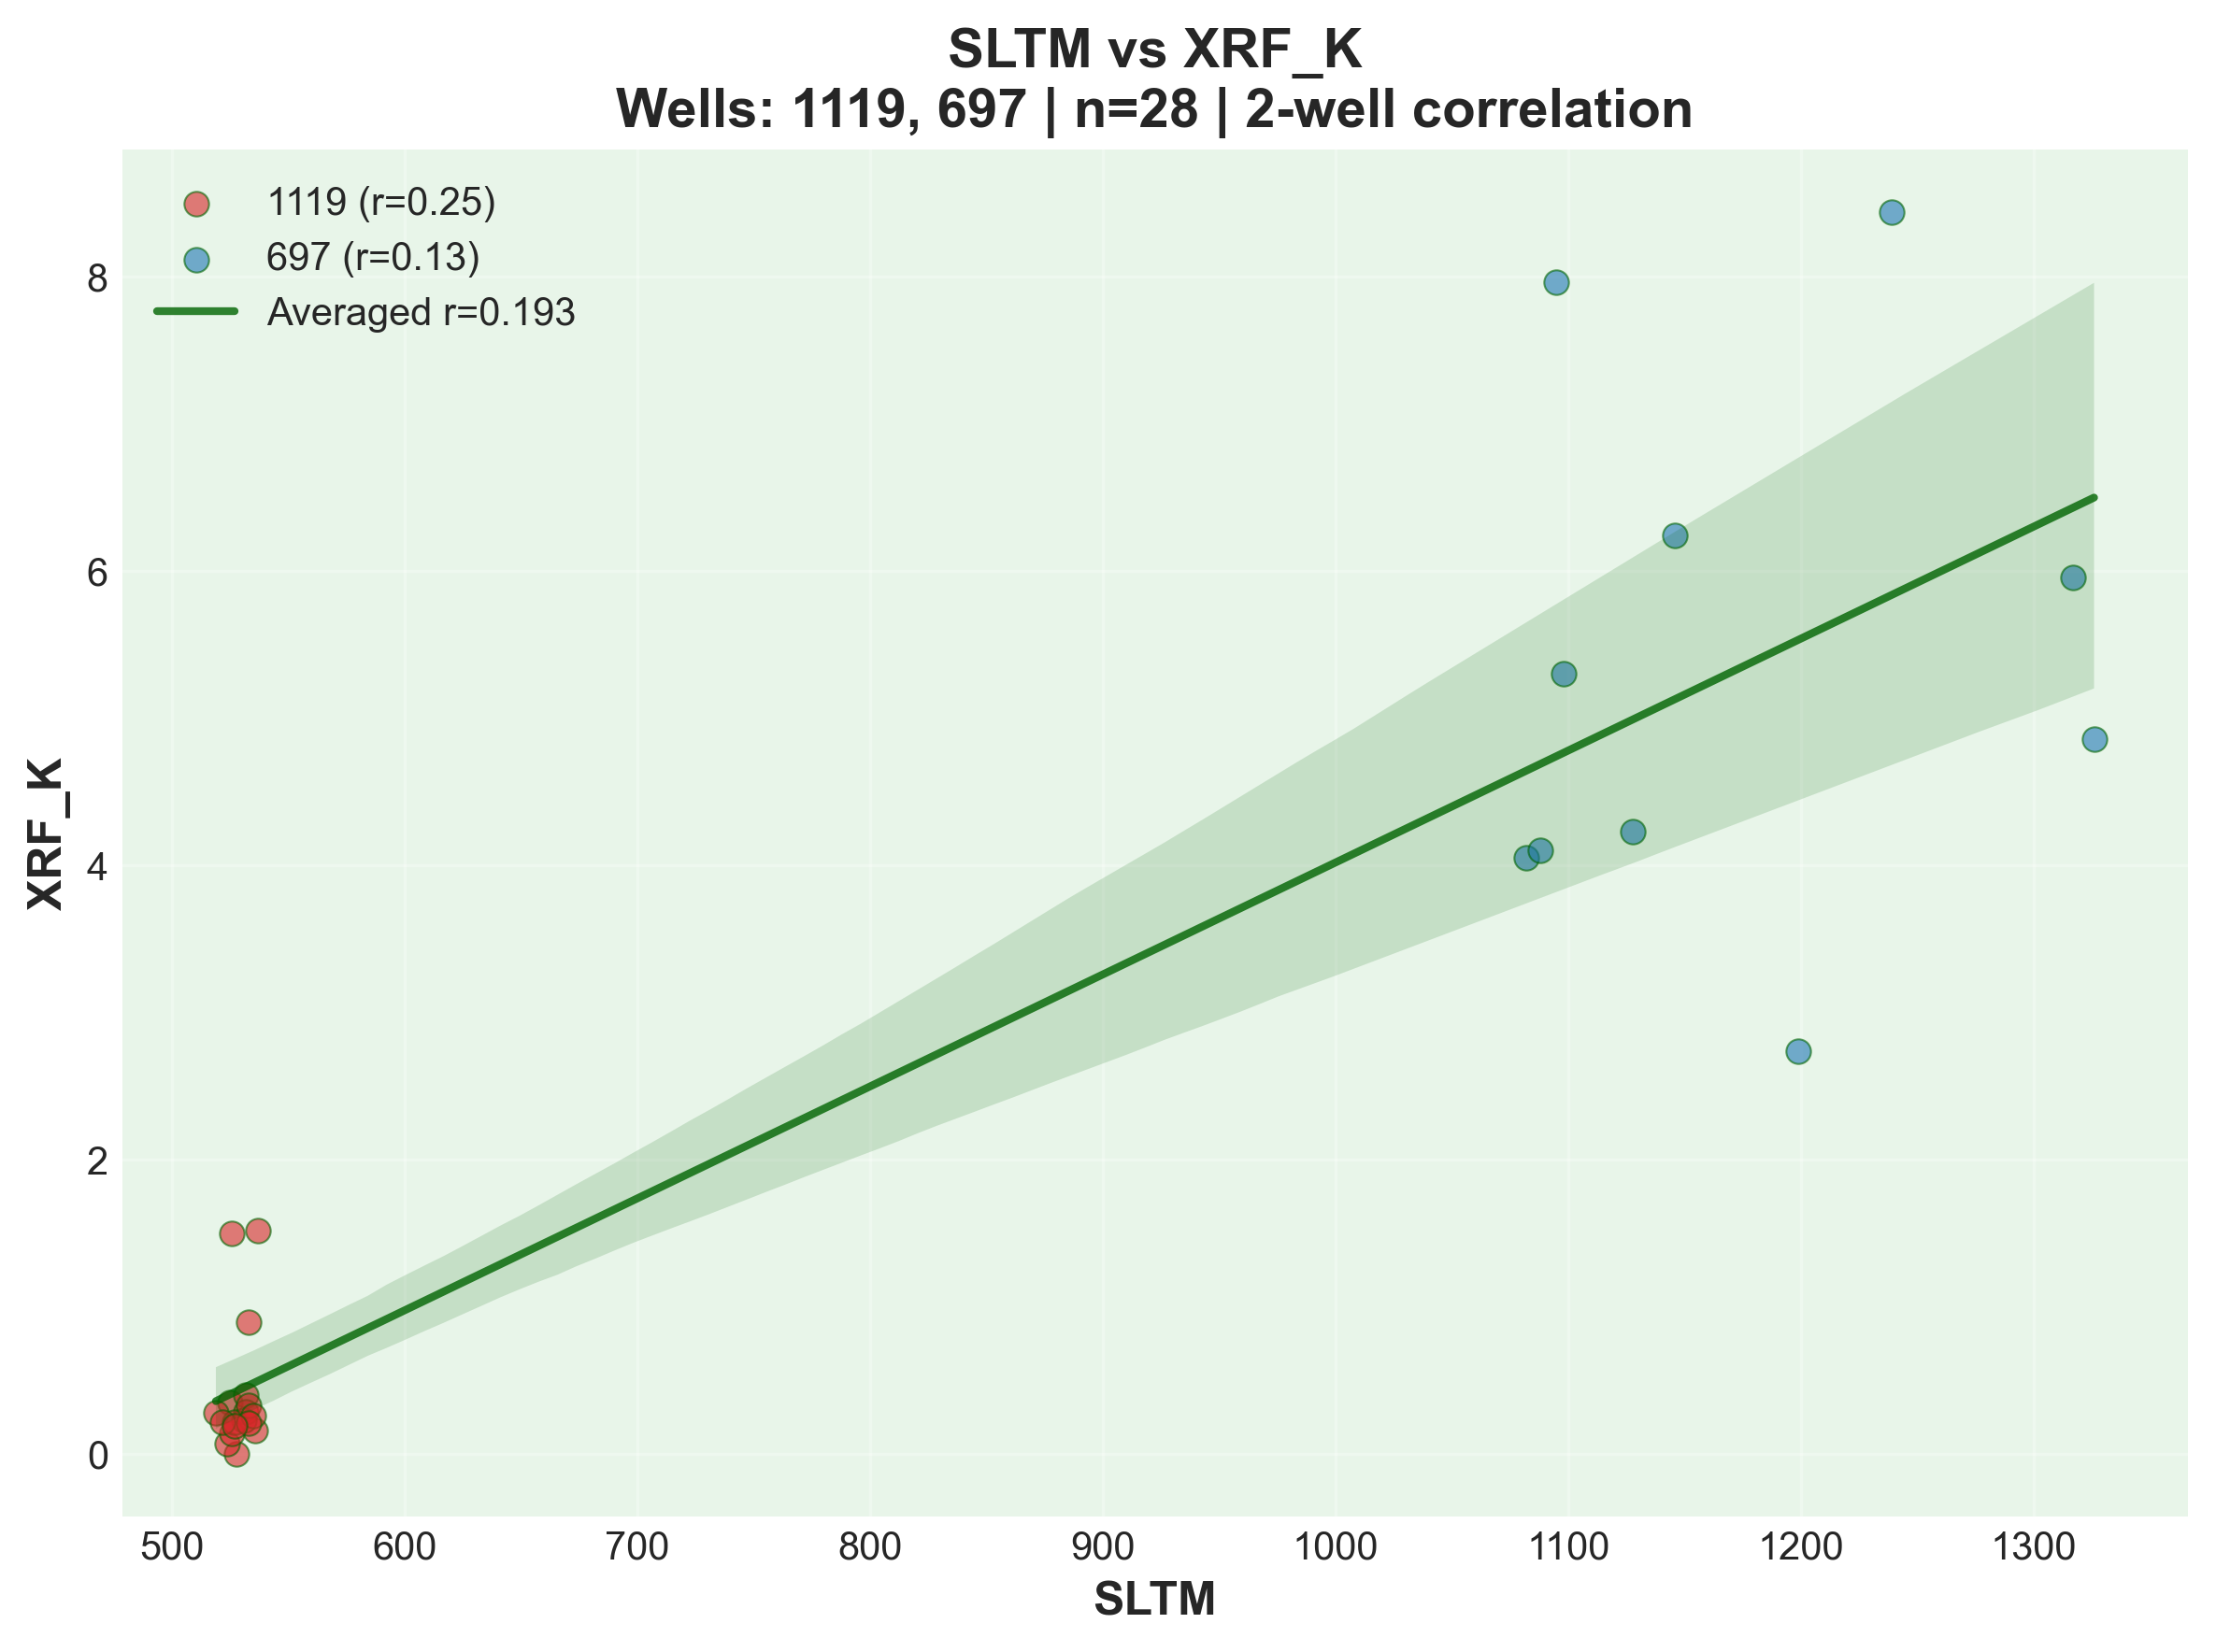 SLTM vs XRF_K
Wells: 1119, 697 | n=28 | 2-well correlation
1119 (r=0.25)
697 (r=0.13)
Averaged r=0.193
8
6
4
2
0
XRF_K
500 600 700 800 900 1000 1100 1200 1300
SLTM